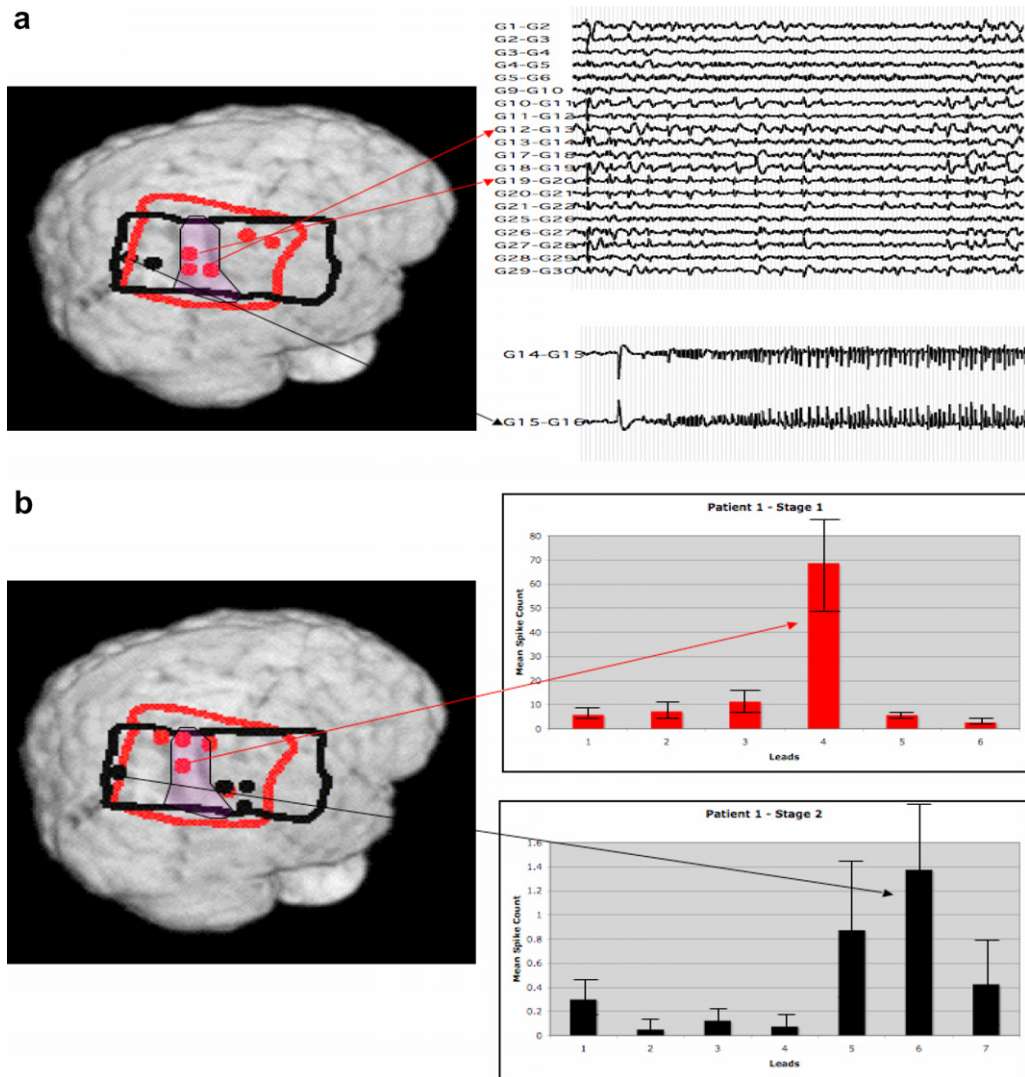 a
G1-G2
G2-G3
G3-G4
G4-G5
G5-G6
G9-G10
G10-G11
G11-G12
G12-G13
G13-G14
G17-G18
G18-G19
G19-G20
G20-G21
G21-G22
G25-G26
G26-G27
G27-G28
G28-G29
G29-G30
G14-G15
G15-G16
b
Patient 1 - Stage 1
Mean Spike Count
80
70
60
50
40
30
20
10
0
1 2 3 4 5 6
Leads
Patient 1 - Stage 2
Mean Spike Count
1.6
1.4
1.2
1
0.8
0.6
0.4
0.2
0
1 2 3 4 5 6 7
Leads